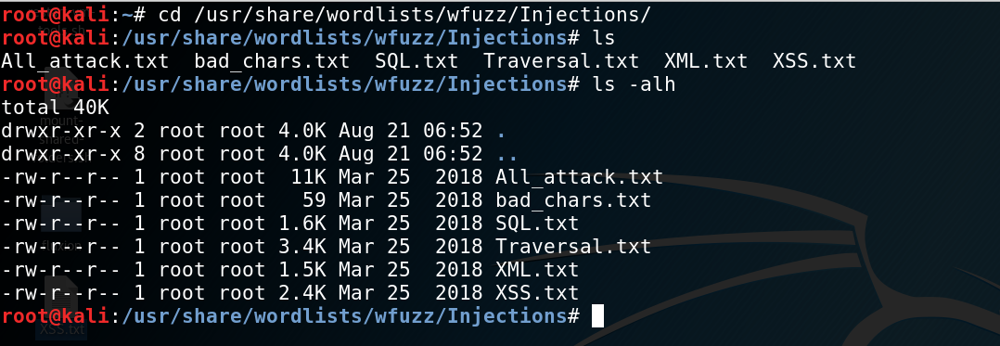 root@kali:~# cd /usr/share/wordlists/wfuzz/Injections/
root@kali:/usr/share/wordlists/wfuzz/Injections# ls
All_attack.txt  bad_chars.txt  SQL.txt  Traversal.txt  XML.txt  XSS.txt
root@kali:/usr/share/wordlists/wfuzz/Injections# ls -alh
total 40K
drwxr-xr-x 2 root root 4.0K Aug 21 06:52 .
drwxr-xr-x 8 root root 4.0K Aug 21 06:52 ..
-rw-r--r-- 1 root root  11K Mar 25  2018 All_attack.txt
-rw-r--r-- 1 root root   59 Mar 25  2018 bad_chars.txt
-rw-r--r-- 1 root root 1.6K Mar 25  2018 SQL.txt
-rw-r--r-- 1 root root 3.4K Mar 25  2018 Traversal.txt
-rw-r--r-- 1 root root 1.5K Mar 25  2018 XML.txt
-rw-r--r-- 1 root root 2.4K Mar 25  2018 XSS.txt
root@kali:/usr/share/wordlists/wfuzz/Injections#
XSS.txt